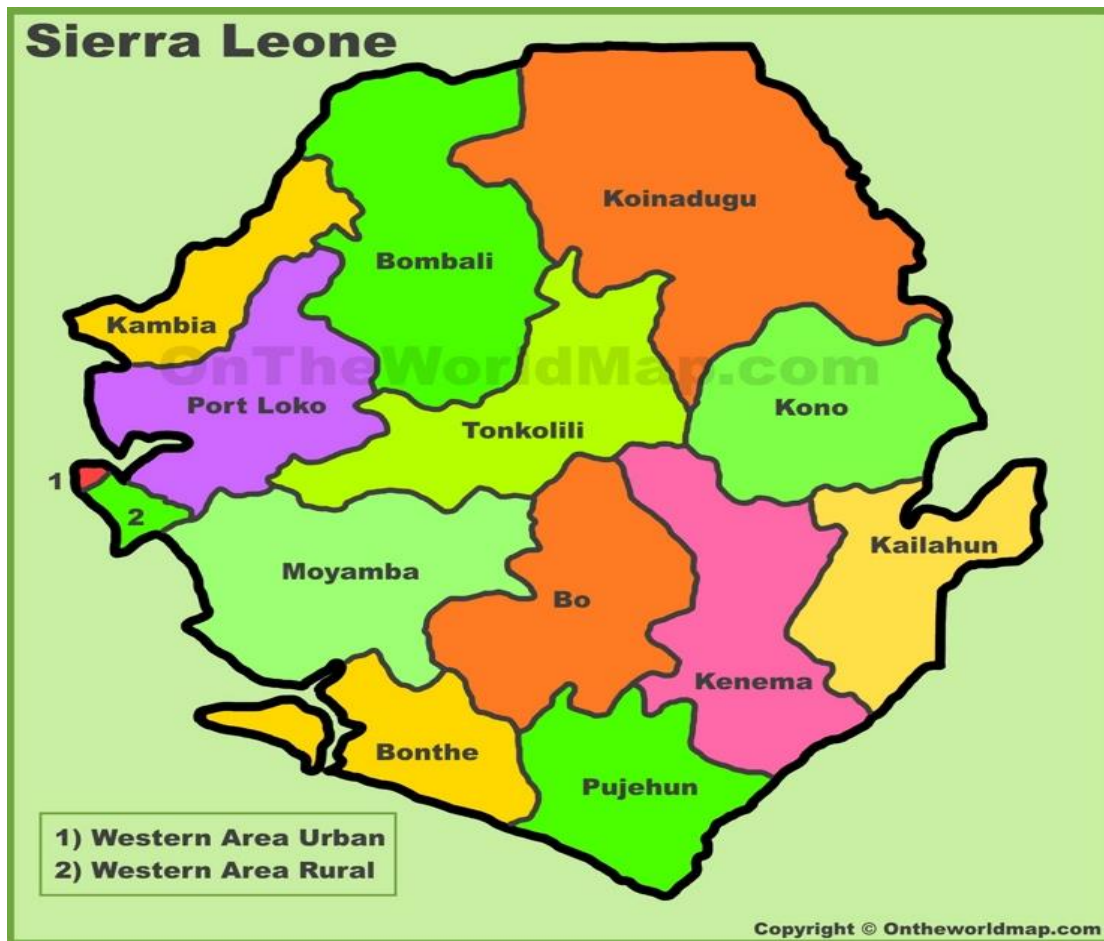 Sierra Leone
Koinadugu
Bombali
Kambia
OnTheWorldMap.com
Port Loko
Kono
Tonkolili
1
2
Kailahun
Moyamba
Bo
Kenema
Bonthe
Pujehun
1) Western Area Urban
2) Western Area Rural
Copyright © Ontheworldmap.com